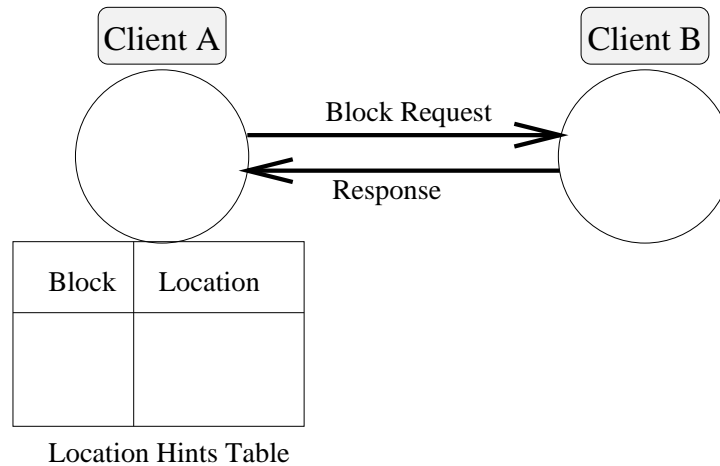 Client A
Client B
Block Request
Response
Block
Location
Location Hints Table